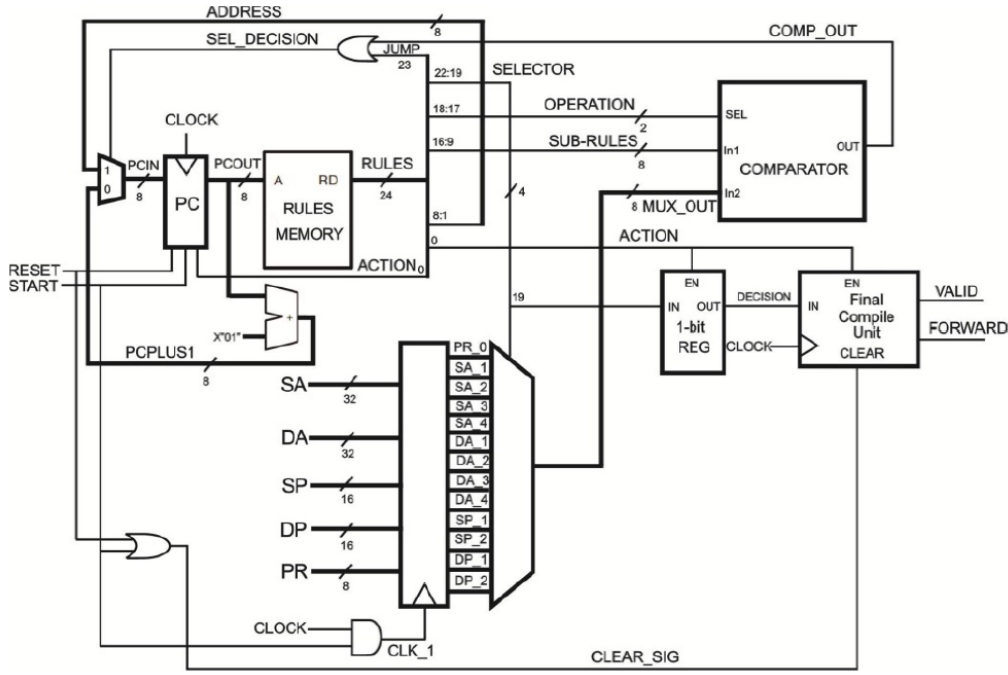 ADDRESS
8
SEL_DECISION
JUMP
23
COMP_OUT
22:19
SELECTOR
18:17
OPERATION
2
SEL
16:9
SUB-RULES
8
In1
OUT
COMPARATOR
In2
8
MUX_OUT
CLOCK
1
0
PCIN
8
PC
PCOUT
8
A
RD
RULES
MEMORY
RULES
24
4
8:1
0
ACTION
ACTION
0
RESET
START
X"01"
+
PCPLUS1
8
19
EN
IN
OUT
1-bit
REG
DECISION
CLOCK
EN
IN
Final
Compile
Unit
CLEAR
VALID
FORWARD
SA
32
DA
32
SP
16
DP
16
PR
8
PR_0
SA_1
SA_2
SA_3
SA_4
DA_1
DA_2
DA_3
DA_4
SP_1
SP_2
DP_1
DP_2
CLOCK
CLK_1
CLEAR_SIG